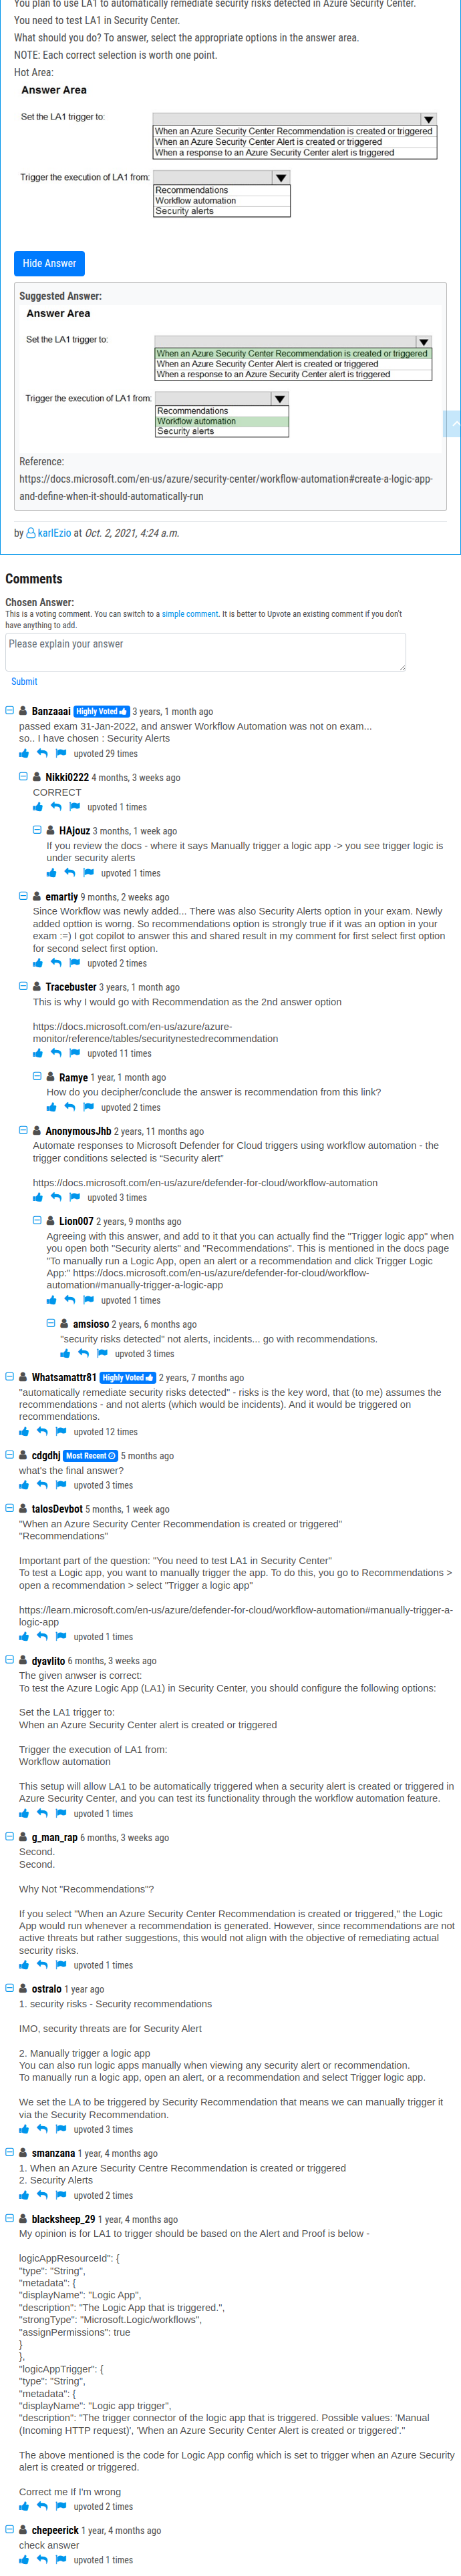 You plan to use LA1 to automatically remediate security risks detected in Azure Security Center.
You need to test LA1 in Security Center.
What should you do? To answer, select the appropriate options in the answer area.
NOTE: Each correct selection is worth one point.
Hot Area:
Answer Area
Set the LA1 trigger to:
When an Azure Security Center Recommendation is created or triggered
When an Azure Security Center Alert is created or triggered
When a response to an Azure Security Center alert is triggered
Trigger the execution of LA1 from:
Recommendations
Workflow automation
Security alerts
Hide Answer
Suggested Answer:
Answer Area
Set the LA1 trigger to:
When an Azure Security Center Recommendation is created or triggered
When an Azure Security Center Alert is created or triggered
When a response to an Azure Security Center alert is triggered
Trigger the execution of LA1 from:
Recommendations
Workflow automation
Security alerts
Reference:
https://docs.microsoft.com/en-us/azure/security-center/workflow-automation#create-a-logic-app-
and-define-when-it-should-automatically-run
by karlEzio at Oct. 2, 2021, 4:24 a.m.
Comments
Chosen Answer:
This is a voting comment. You can switch to a simple comment. It is better to Upvote an existing comment if you don't
have anything to add.
Please explain your answer
Submit
Banzaaai Highly Voted 3 years, 1 month ago
passed exam 31-Jan-2022, and answer Workflow Automation was not on exam...
so.. I have chosen : Security Alerts
upvoted 29 times
Nikki0222 4 months, 3 weeks ago
CORRECT
upvoted 1 times
HAjouz 3 months, 1 week ago
If you review the docs - where it says Manually trigger a logic app -> you see trigger logic is
under security alerts
upvoted 1 times
emartiy 9 months, 2 weeks ago
Since Workflow was newly added... There was also Security Alerts option in your exam. Newly
added opttion is worng. So recommendations option is strongly true if it was an option in your
exam :=) I got copilot to answer this and shared result in my comment for first select first option
for second select first option.
upvoted 2 times
Tracebuster 3 years, 1 month ago
This is why I would go with Recommendation as the 2nd answer option
https://docs.microsoft.com/en-us/azure/azure-
monitor/reference/tables/securitynestedrecommendation
upvoted 11 times
Ramye 1 year, 1 month ago
How do you decipher/conclude the answer is recommendation from this link?
upvoted 2 times
AnonymousJhb 2 years, 11 months ago
Automate responses to Microsoft Defender for Cloud triggers using workflow automation - the
trigger conditions selected is "Security alert"
https://docs.microsoft.com/en-us/azure/defender-for-cloud/workflow-automation
upvoted 3 times
Lion007 2 years, 9 months ago
Agreeing with this answer, and add to it that you can actually find the "Trigger logic app" when
you open both "Security alerts" and "Recommendations". This is mentioned in the docs page
"To manually run a Logic App, open an alert or a recommendation and click Trigger Logic
App:" https://docs.microsoft.com/en-us/azure/defender-for-cloud/workflow-
automation#manually-trigger-a-logic-app
upvoted 1 times
amsioso 2 years, 6 months ago
"security risks detected" not alerts, incidents... go with recommendations.
upvoted 3 times
Whatsamattr81 Highly Voted 2 years, 7 months ago
"automatically remediate security risks detected" - risks is the key word, that (to me) assumes the
recommendations - and not alerts (which would be incidents). And it would be triggered on
recommendations.
upvoted 12 times
cdgdhj Most Recent 5 months ago
what's the final answer?
upvoted 3 times
talosDevbot 5 months, 1 week ago
"When an Azure Security Center Recommendation is created or triggered"
"Recommendations"
Important part of the question: "You need to test LA1 in Security Center"
To test a Logic app, you want to manually trigger the app. To do this, you go to Recommendations >
open a recommendation > select "Trigger a logic app"
https://learn.microsoft.com/en-us/azure/defender-for-cloud/workflow-automation#manually-trigger-a-
logic-app
upvoted 1 times
dyavlito 6 months, 3 weeks ago
The given anwser is correct:
To test the Azure Logic App (LA1) in Security Center, you should configure the following options:
Set the LA1 trigger to:
When an Azure Security Center alert is created or triggered
Trigger the execution of LA1 from:
Workflow automation
This setup will allow LA1 to be automatically triggered when a security alert is created or triggered in
Azure Security Center, and you can test its functionality through the workflow automation feature.
upvoted 1 times
g_man_rap 6 months, 3 weeks ago
Second.
Second.
Why Not "Recommendations"?
If you select "When an Azure Security Center Recommendation is created or triggered," the Logic
App would run whenever a recommendation is generated. However, since recommendations are not
active threats but rather suggestions, this would not align with the objective of remediating actual
security risks.
upvoted 1 times
ostralo 1 year ago
1. security risks - Security recommendations
IMO, security threats are for Security Alert
2. Manually trigger a logic app
You can also run logic apps manually when viewing any security alert or recommendation.
To manually run a logic app, open an alert, or a recommendation and select Trigger logic app.
We set the LA to be triggered by Security Recommendation that means we can manually trigger it
via the Security Recommendation.
upvoted 3 times
smanzana 1 year, 4 months ago
1. When an Azure Security Centre Recommendation is created or triggered
2. Security Alerts
upvoted 2 times
blacksheep_29 1 year, 4 months ago
My opinion is for LA1 to trigger should be based on the Alert and Proof is below -
logicAppResourceId": {
"type": "String",
"metadata": {
"displayName": "Logic App",
"description": "The Logic App that is triggered.",
"strongType": "Microsoft.Logic/workflows",
"assignPermissions": true
}
},
"logicAppTrigger": {
"type": "String",
"metadata": {
"displayName": "Logic app trigger",
"description": "The trigger connector of the logic app that is triggered. Possible values: 'Manual
(Incoming HTTP request)', 'When an Azure Security Center Alert is created or triggered'."
The above mentioned is the code for Logic App config which is set to trigger when an Azure Security
alert is created or triggered.
Correct me If I'm wrong
upvoted 2 times
chepeerick 1 year, 4 months ago
check answer
upvoted 1 times